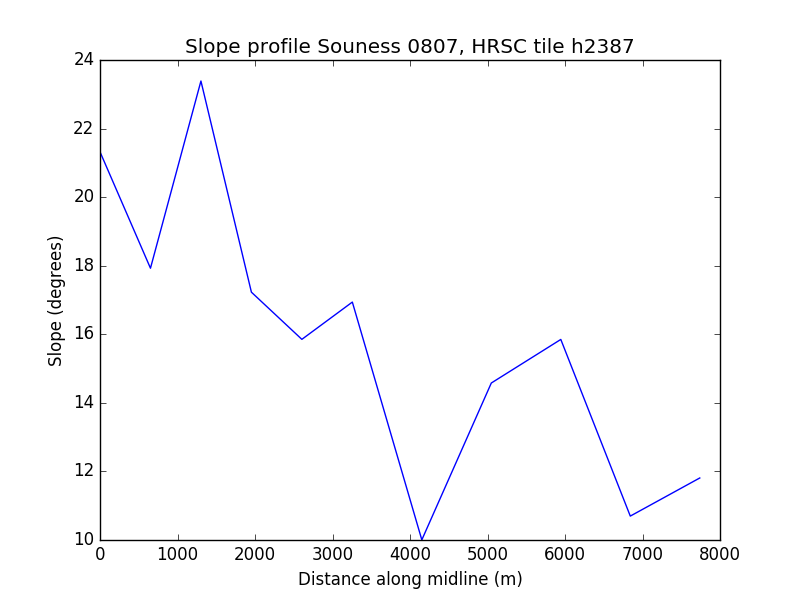 Slope profile Souness 0807, HRSC tile h2387
24
22
20
18
16
14
12
10
Slope (degrees)
0 1000 2000 3000 4000 5000 6000 7000 8000
Distance along midline (m)